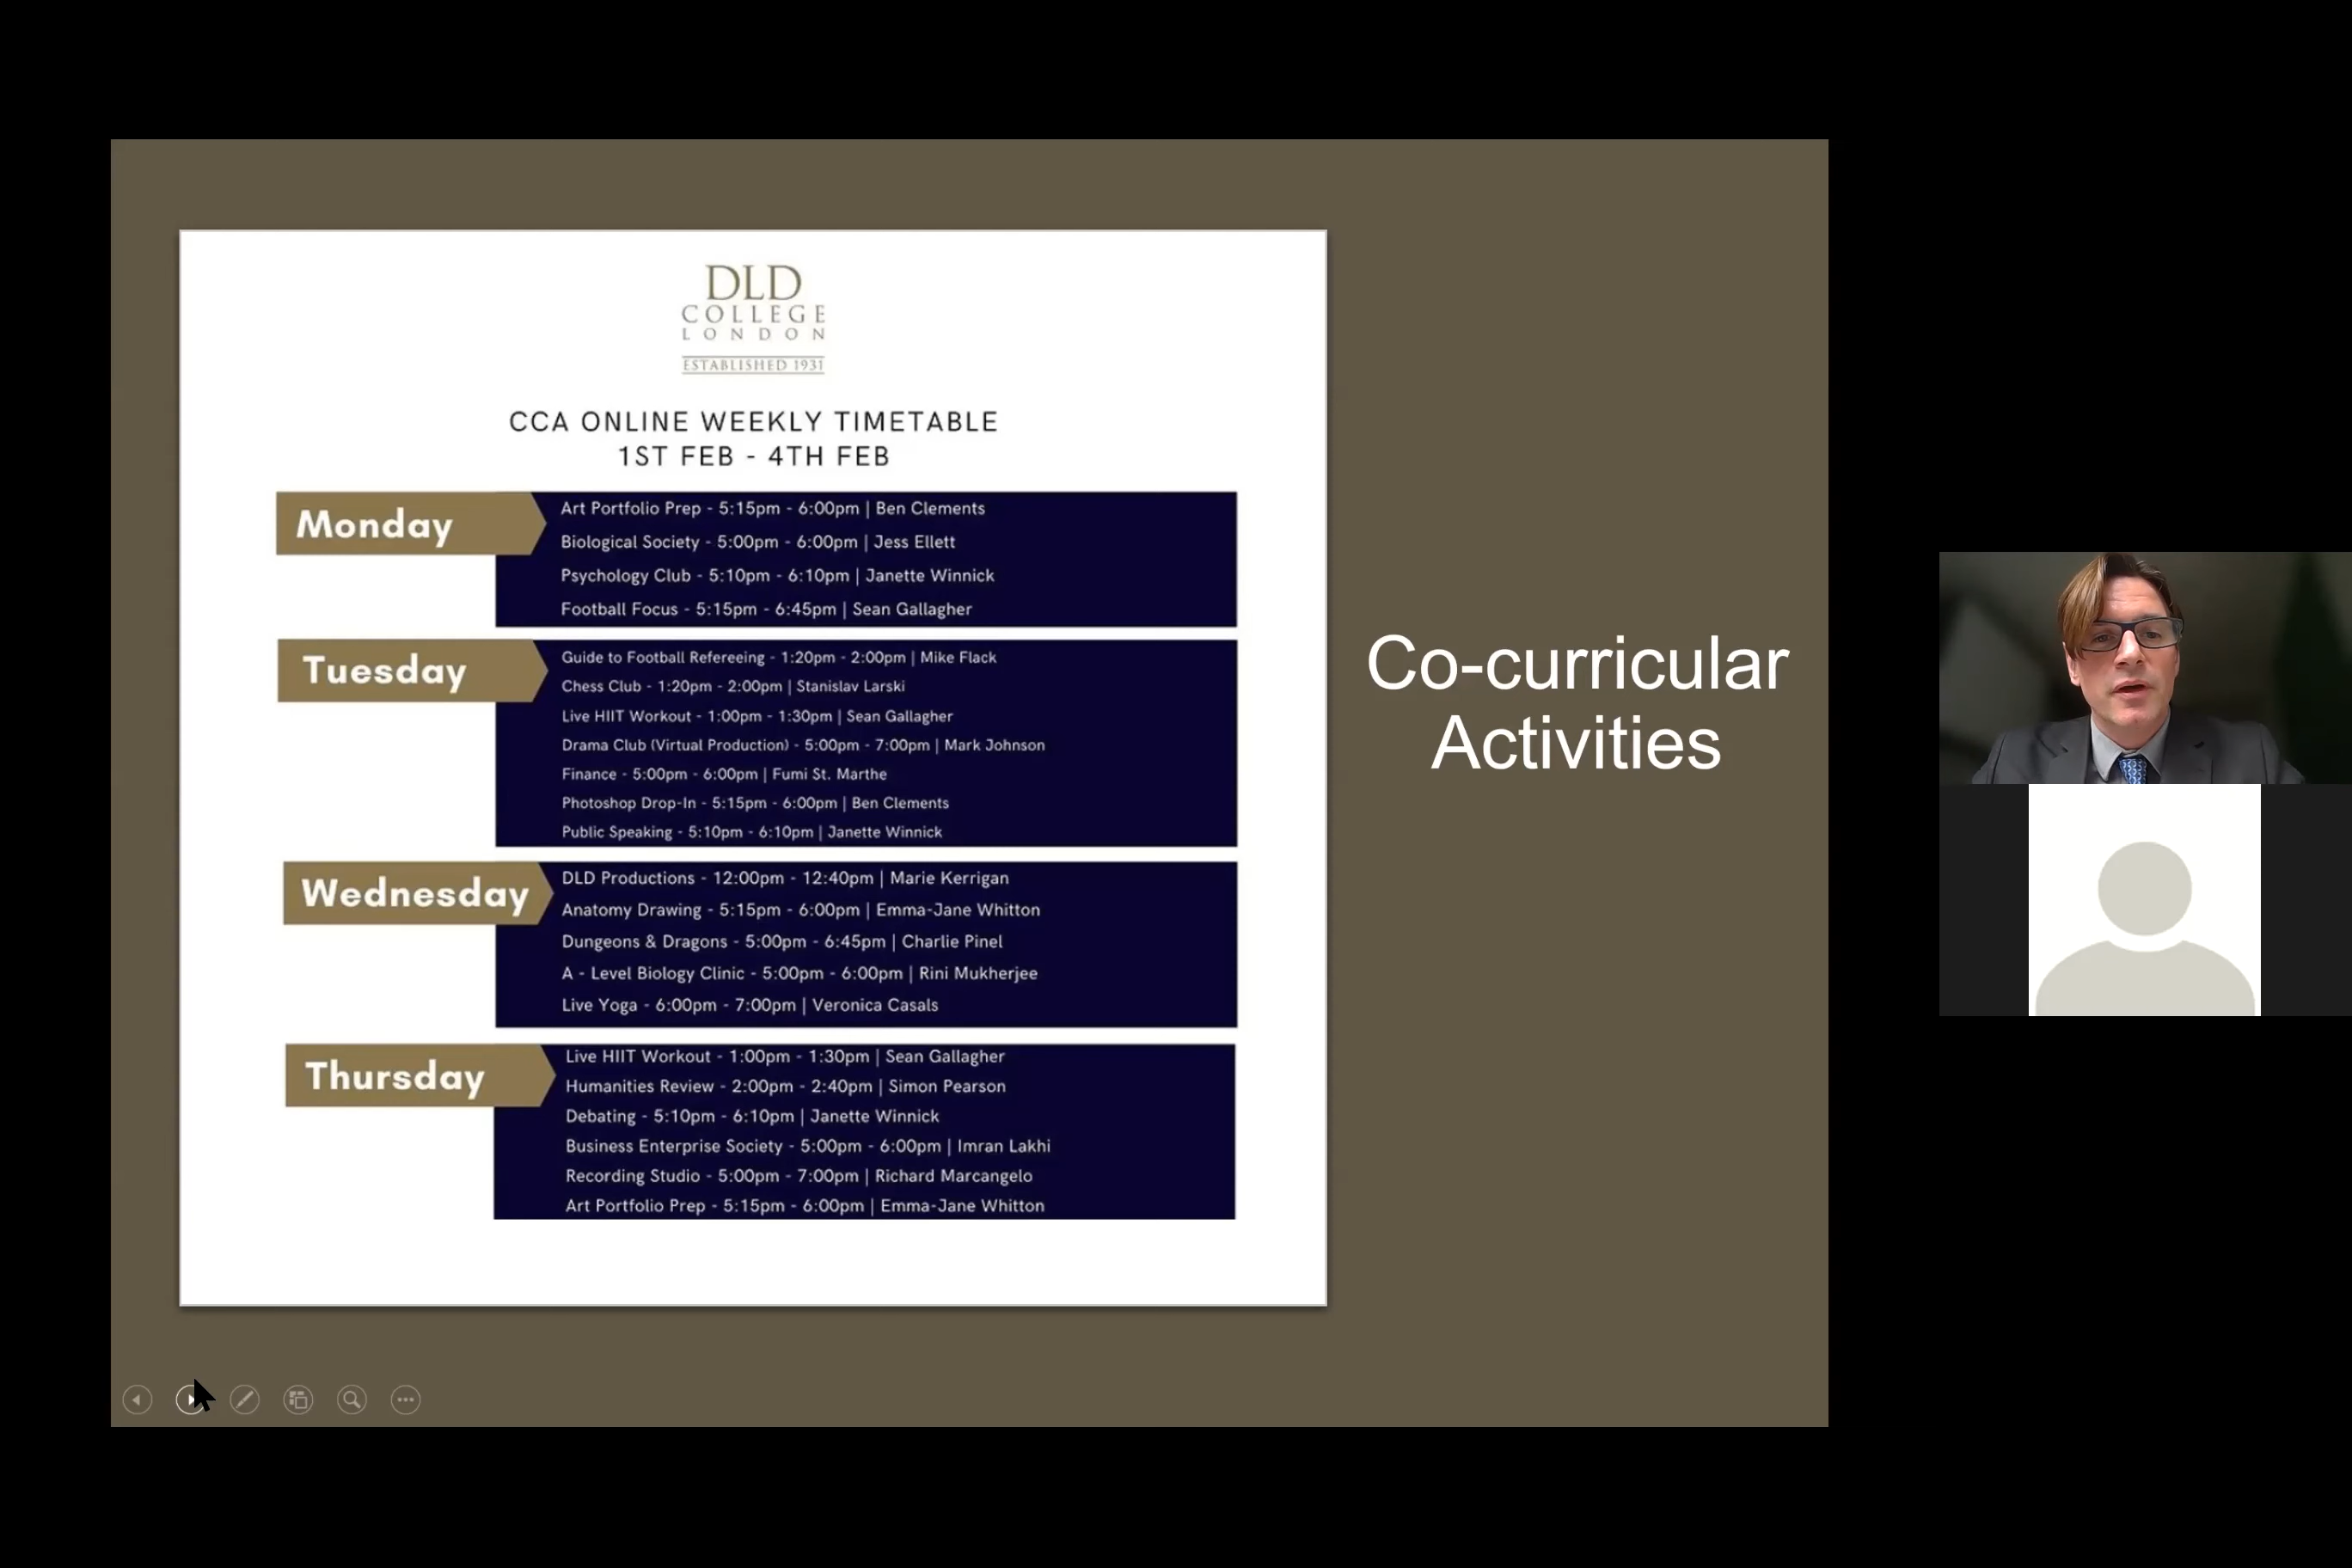 DLD
COLLEGE
LONDON
ESTABLISHED 1931
CCA ONLINE WEEKLY TIMETABLE
1ST FEB - 4TH FEB
Monday
Art Portfolio Prep - 5:15pm - 6:00pm | Ben Clements
Biological Society - 5:00pm - 6:00pm | Jess Ellett
Psychology Club - 5:10pm - 6:10pm | Janette Winnick
Football Focus - 5:15pm - 6:45pm | Sean Gallagher
Tuesday
Guide to Football Refereeing - 1:20pm - 2:00pm | Mike Flack
Chess Club - 1:20pm - 2:00pm | Stanislav Larski
Live HIIT Workout - 1:00pm - 1:30pm | Sean Gallagher
Drama Club (Virtual Production) - 5:00pm - 7:00pm | Mark Johnson
Finance - 5:00pm - 6:00pm | Fumi St. Marthe
Photoshop Drop-In - 5:15pm - 6:00pm | Ben Clements
Public Speaking - 5:10pm - 6:10pm | Janette Winnick
Wednesday
DLD Productions - 12:00pm - 12:40pm | Marie Kerrigan
Anatomy Drawing - 5:15pm - 6:00pm | Emma-Jane Whitton
Dungeons & Dragons - 5:00pm - 6:45pm | Charlie Pinel
A - Level Biology Clinic - 5:00pm - 6:00pm | Rini Mukherjee
Live Yoga - 6:00pm - 7:00pm | Veronica Casals
Thursday
Live HIIT Workout - 1:00pm - 1:30pm | Sean Gallagher
Humanities Review - 2:00pm - 2:40pm | Simon Pearson
Debating - 5:10pm - 6:10pm | Janette Winnick
Business Enterprise Society - 5:00pm - 6:00pm | Imran Lakhi
Recording Studio - 5:00pm - 7:00pm | Richard Marcangelo
Art Portfolio Prep - 5:15pm - 6:00pm | Emma-Jane Whitton
Co-curricular
Activities